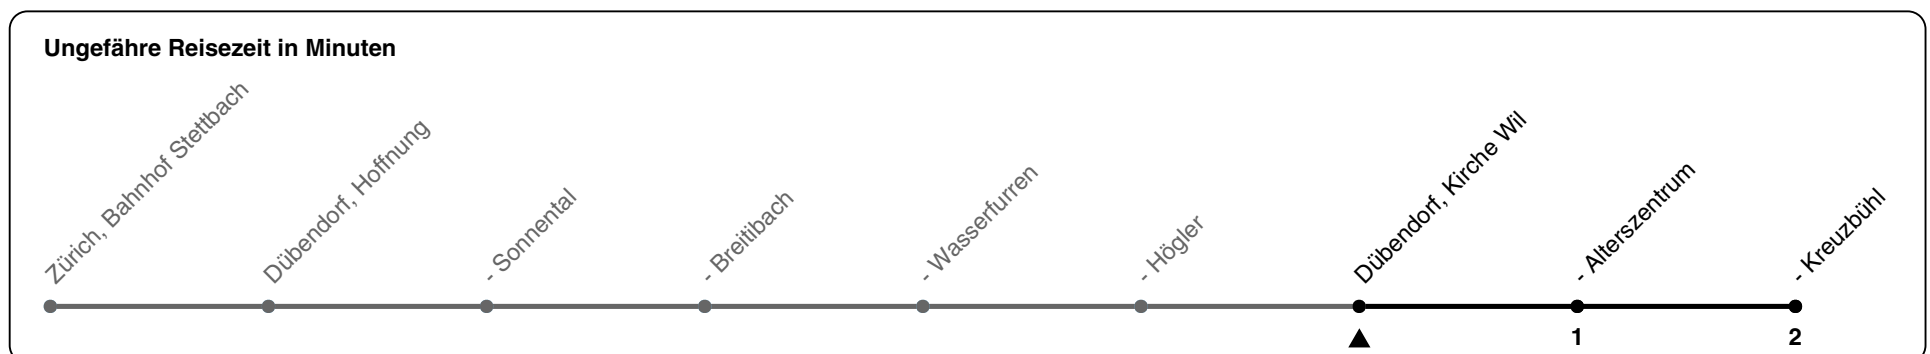 Ungefähre Reisezeit in Minuten
Zürich, Bahnhof Stettbach
Dübendorf, Hoffnung
- Sonnental
- Breitibach
- Wasserfurren
- Högler
Dübendorf, Kirche Wil
- Alterszentrum
- Kreuzbühl
1
2